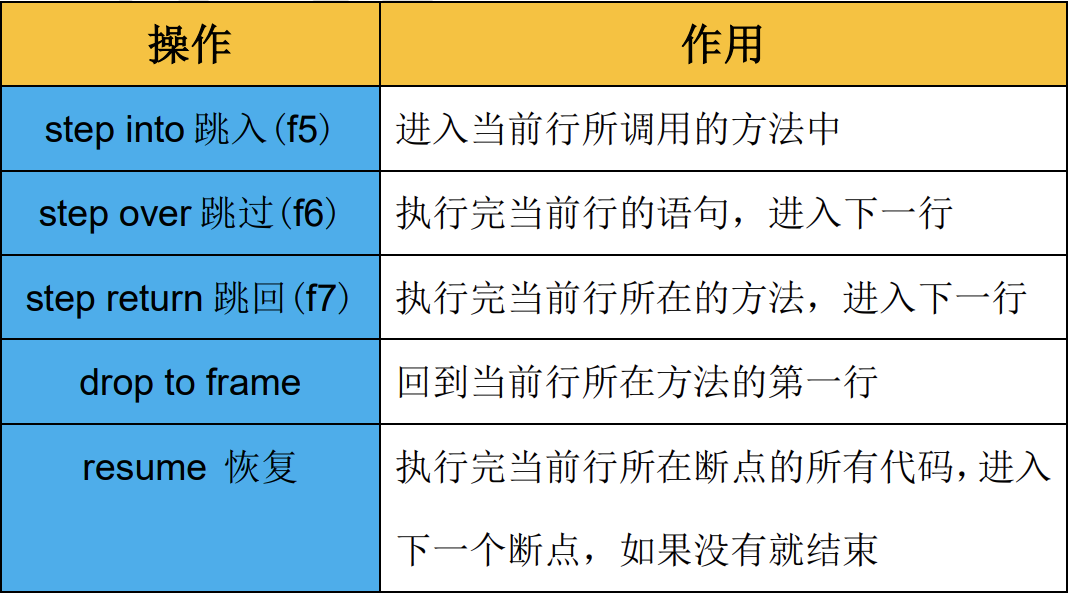 操作 作用
step into 跳入(f5) 进入当前行所调用的方法中
step over 跳过(f6) 执行完当前行的语句，进入下一行
step return 跳回(f7) 执行完当前行所在的方法，进入下一行
drop to frame 回到当前行所在方法的第一行
resume 恢复 执行完当前行所在断点的所有代码，进入
下一个断点，如果没有就结束